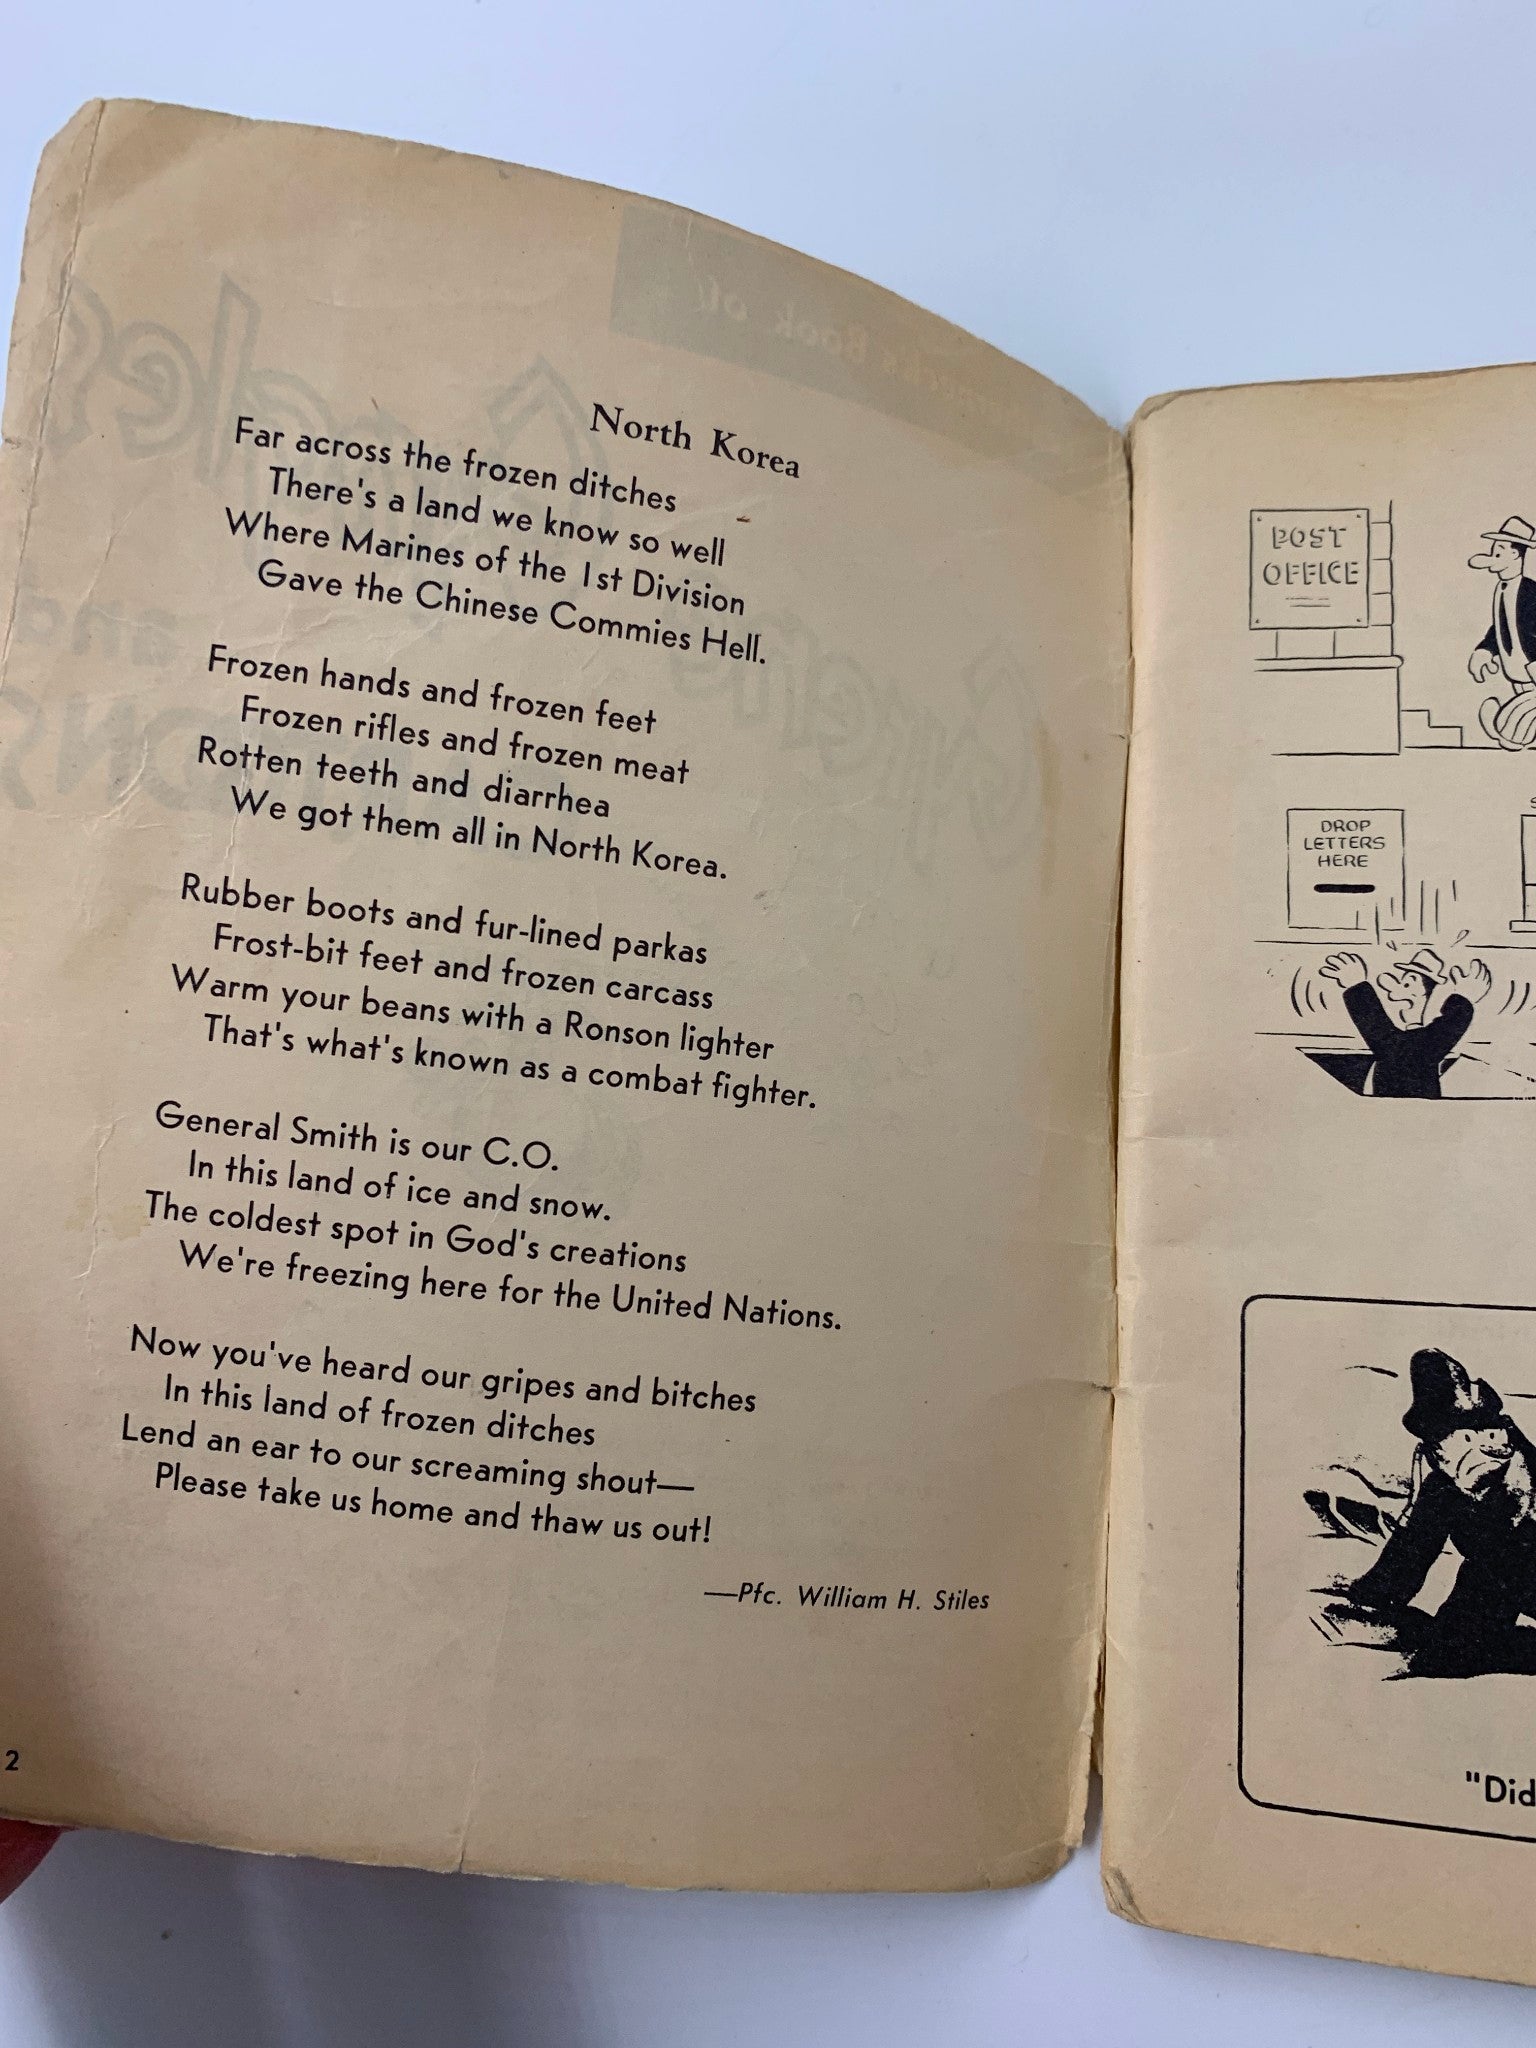 North Korea
Far across the frozen ditches
There's a land we know so well
Where Marines of the 1st Division
Gave the Chinese Commies Hell.
Frozen hands and frozen feet
Frozen rifles and frozen meat
Rotten teeth and diarrhea
We got them all in North Korea.
Rubber boots and fur-lined parkas
Frost-bit feet and frozen carcass
Warm your beans with a Ronson lighter
That's what's known as a combat fighter.
General Smith is our C.O.
In this land of ice and snow.
The coldest spot in God's creations
We're freezing here for the United Nations.
Now you've heard our gripes and bitches
In this land of frozen ditches
Lend an ear to our screaming shout—
Please take us home and thaw us out!
—Pfc. William H. Stiles
2
POST
OFFICE
DROP
LETTERS
HERE
"Did